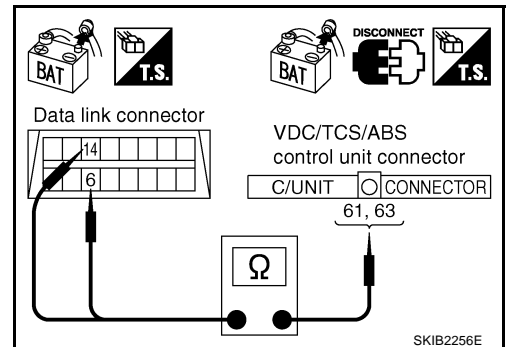 DISCONNECT
BAT
T.S.
BAT
T.S.
Data link connector
VDC/TCS/ABS
control unit connector
14
6
C/UNIT CONNECTOR
61, 63
Ω
SKIB2256E